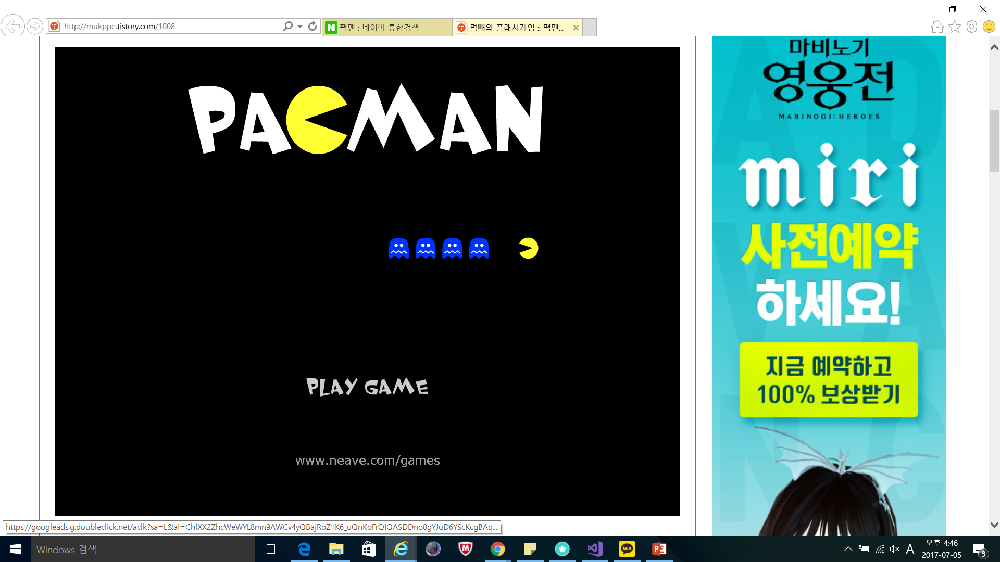 http://mukppe.tistory.com/1008
팩맨 : 네이버 통합검색
먹빼의 플래시게임 :: 팩맨...
PACMAN
PLAY GAME
www.neave.com/games
마비노기
영웅전
MABINOGI: HEROES
miri
사전예약
하세요!
지금 예약하고
100% 보상받기
https://googleads.g.doubleclick.net/aclk?sa=L&ai=ChlXX2ZhcWeWYL8mn9AWCv4yQBajRoZ1K6_uQnKoFrQIQASDDno8gYJuD6YScKcgBAq...
Windows 검색
TALK
A
오후 4:46
2017-07-05
3